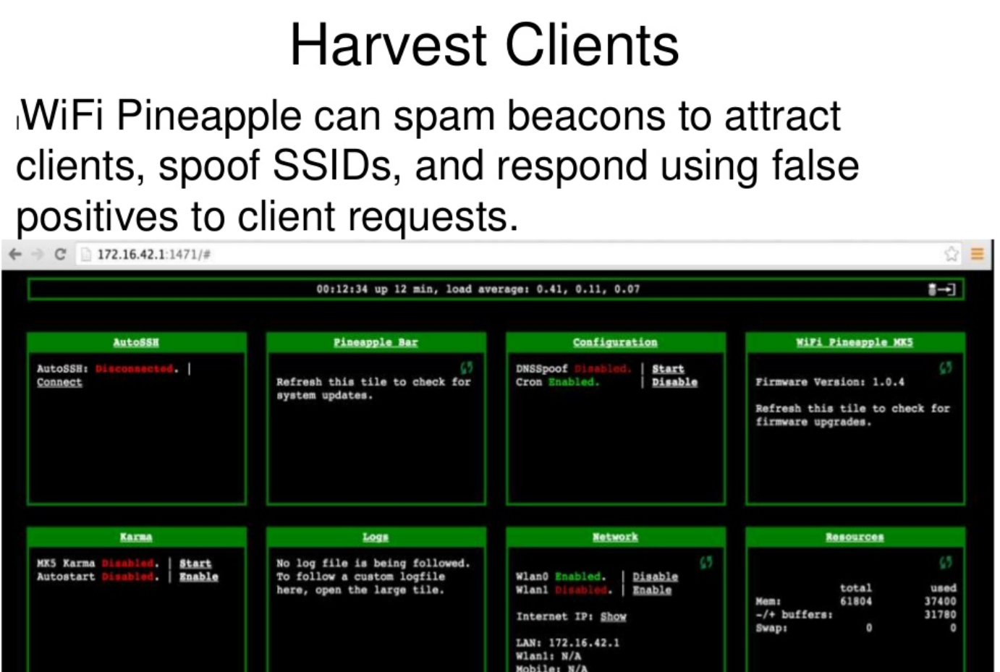 Harvest Clients
WiFi Pineapple can spam beacons to attract
clients, spoof SSIDs, and respond using false
positives to client requests.
172.16.42.1:1471/#
00:12:34 up 12 min, load average: 0.41, 0.11, 0.07
AutoSSH
AutoSSH: Disconnected. |
Connect
Pineapple Bar
Refresh this tile to check for
system updates.
Configuration
DNSSpoof Disabled. | Start
Cron Enabled. | Disable
WiFi Pineapple MK5
Firmware Version: 1.0.4
Refresh this tile to check for
firmware upgrades.
Karma
MK5 Karma Disabled. | Start
Autostart Disabled. | Enable
Logs
No log file is being followed.
To follow a custom logfile
here, open the large tile.
Network
Wlan0 Enabled. | Disable
Wlan1 Disabled. | Enable
Internet IP: Show
LAN: 172.16.42.1
Wlan1: N/A
Mobile: N/A
Resources
total used
Mem: 61804 37400
-/+ buffers: 31780
Swap: 0 0